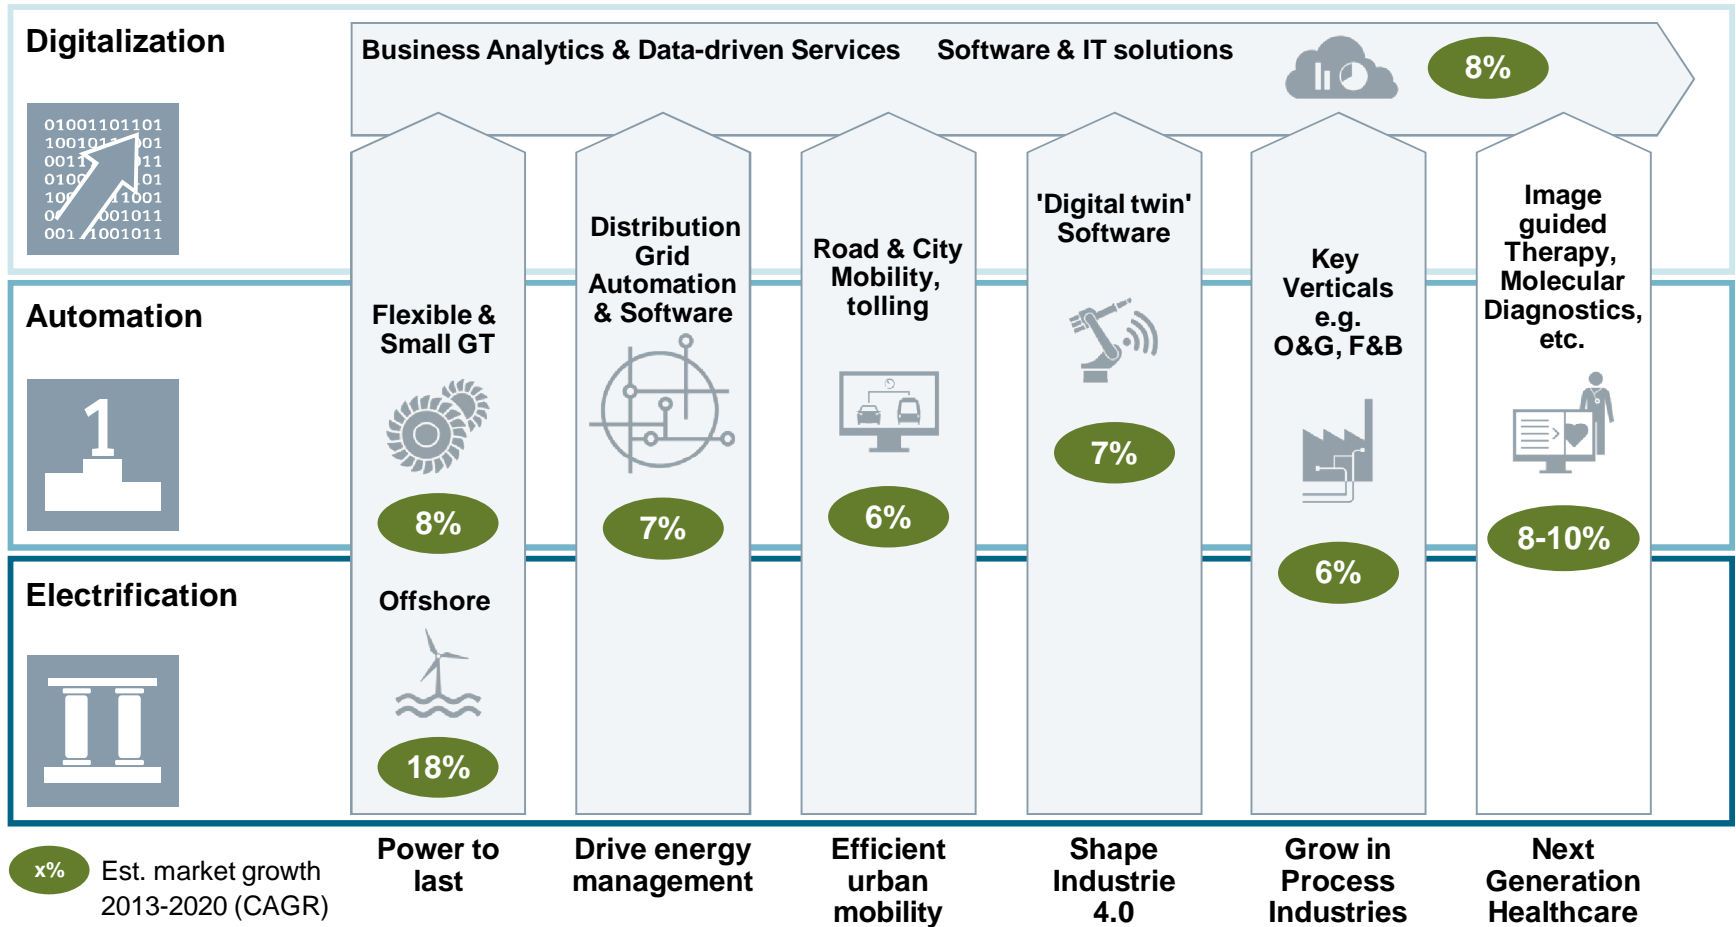 Digitalization
Business Analytics & Data-driven Services
Software & IT solutions
8%
01001101101
1001011 001
0011 011
0100 101
100 11001
0 001011
001 1001011
Automation
1
Electrification
Flexible &
Small GT
8%
Offshore
18%
Distribution
Grid
Automation
& Software
7%
Road & City
Mobility,
tolling
6%
'Digital twin'
Software
7%
Key
Verticals
e.g.
O&G, F&B
6%
Image
guided
Therapy,
Molecular
Diagnostics,
etc.
8-10%
Power to
last
Drive energy
management
Efficient
urban
mobility
Shape
Industrie
4.0
Grow in
Process
Industries
Next
Generation
Healthcare
x%
Est. market growth
2013-2020 (CAGR)